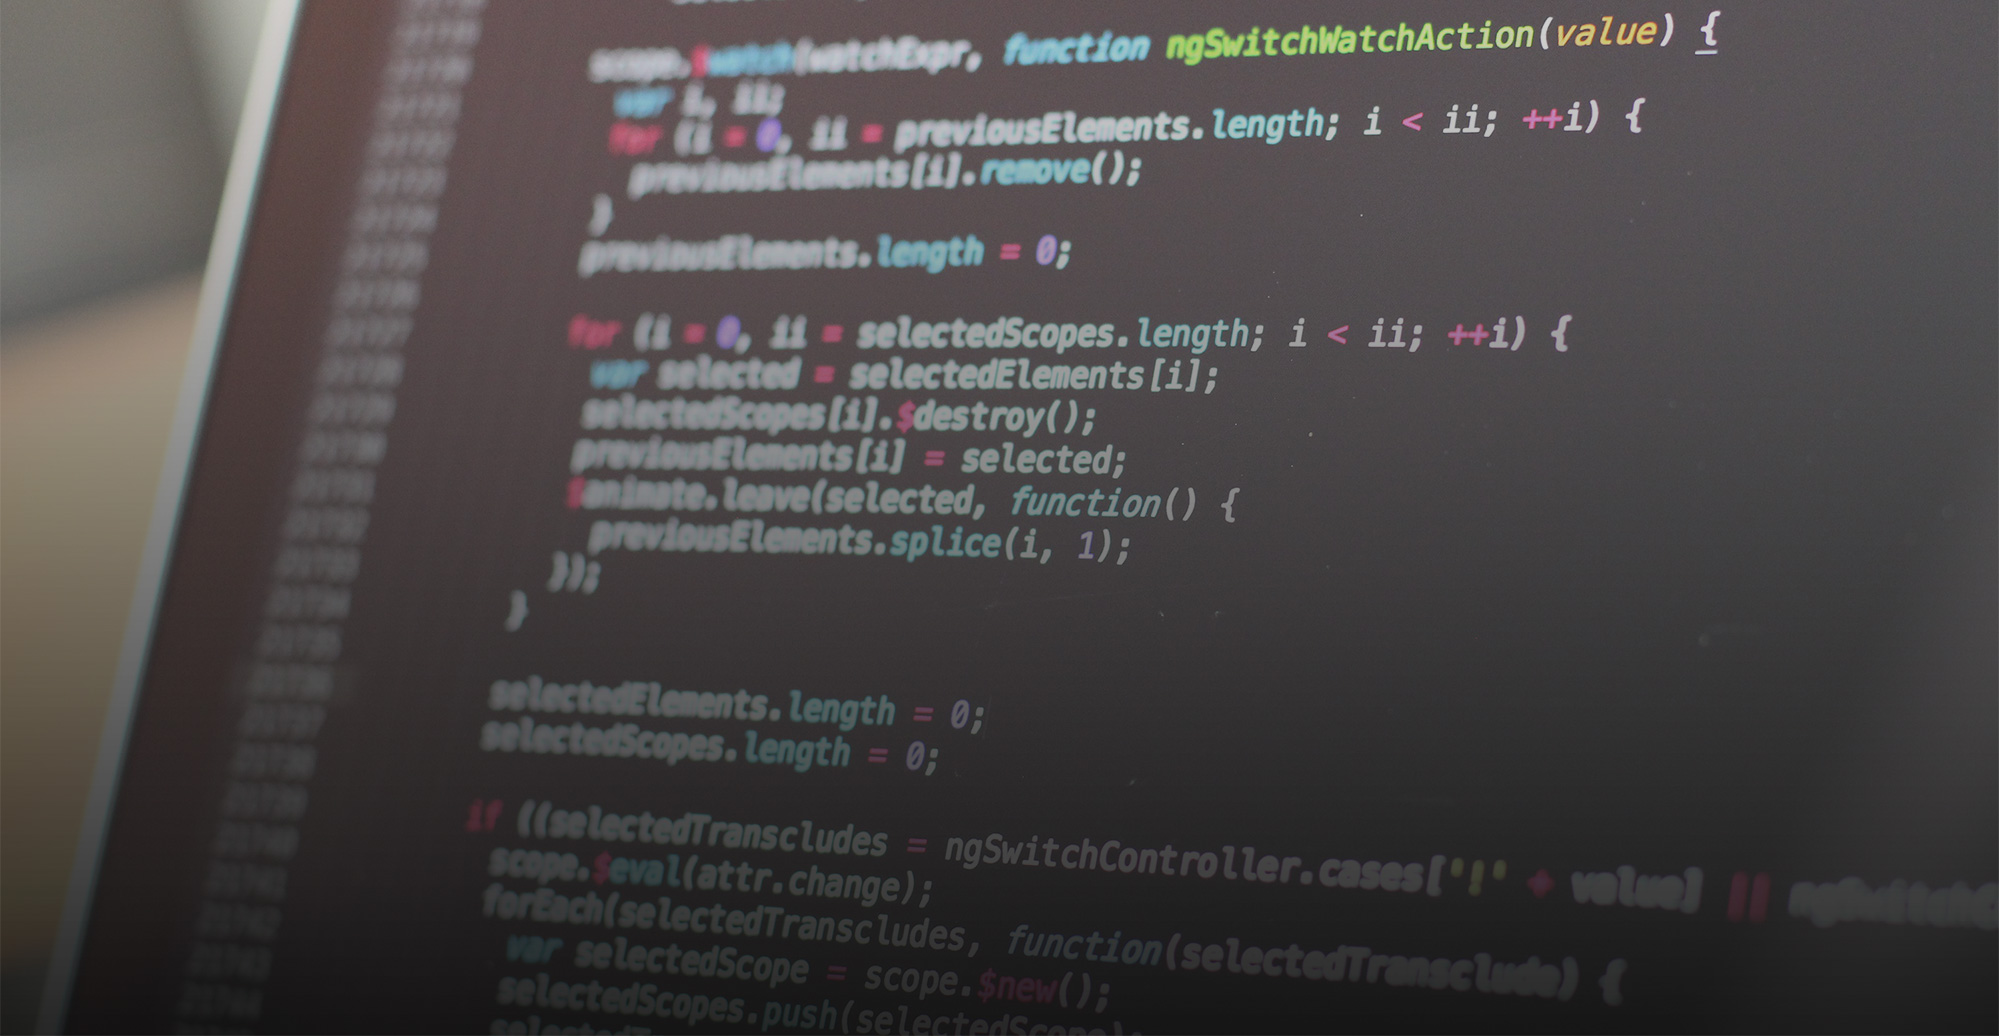 scope.$watch(watchExpr, function ngSwitchWatchAction(value) {
var i, ii;
for (i = 0, ii = previousElements.length; i < ii; ++i) {
previousElements[i].remove();
}
previousElements.length = 0;
for (i = 0, ii = selectedScopes.length; i < ii; ++i) {
var selected = selectedElements[i];
selectedScopes[i].$destroy();
previousElements[i] = selected;
$animate.leave(selected, function() {
previousElements.splice(i, 1);
});
}
selectedElements.length = 0;
selectedScopes.length = 0;
if ((selectedTranscludes = ngSwitchController.cases['!' + value] ||
scope.$eval(attr.change);
forEach(selectedTranscludes, function(selectedTransclude) {
var selectedScope = scope.$new();
selectedScopes.push(selectedScope);